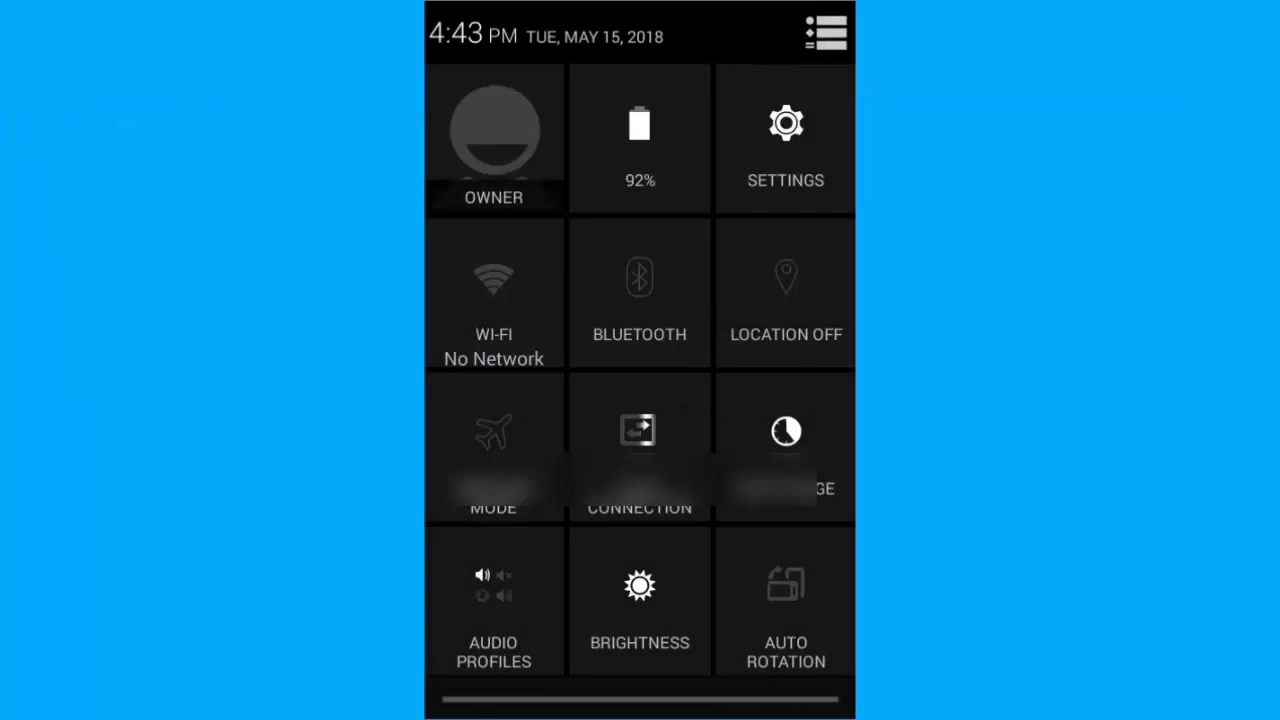 4:43 PM TUE, MAY 15, 2018
OWNER
92%
SETTINGS
WI-FI
No Network
BLUETOOTH
LOCATION OFF
MODE
CONNECTION
AUDIO
PROFILES
BRIGHTNESS
AUTO
ROTATION